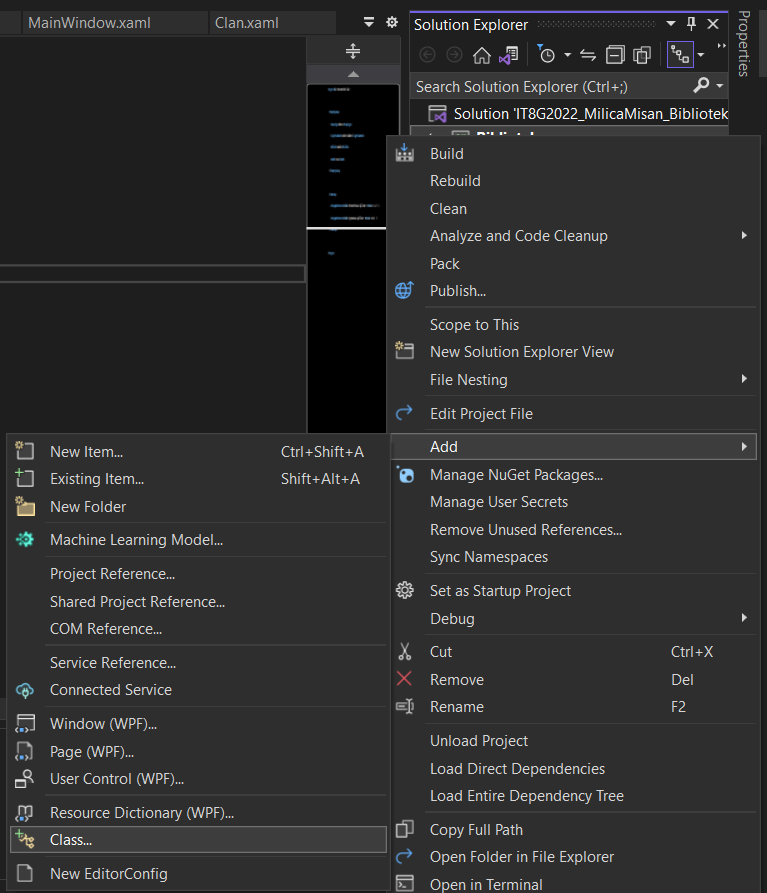 MainWindow.xaml
Clan.xaml
Solution Explorer
Properties
Search Solution Explorer (Ctrl+;)
Solution 'IT8G2022_MilicaMisan_Bibliotek
Build
Rebuild
Clean
Analyze and Code Cleanup
Pack
Publish...
Scope to This
New Solution Explorer View
File Nesting
Edit Project File
Add
Manage NuGet Packages...
Manage User Secrets
Remove Unused References...
Sync Namespaces
Set as Startup Project
Debug
Cut Ctrl+X
Remove Del
Rename F2
Unload Project
Load Direct Dependencies
Load Entire Dependency Tree
Copy Full Path
Open Folder in File Explorer
Open in Terminal
New Item... Ctrl+Shift+A
Existing Item... Shift+Alt+A
New Folder
Machine Learning Model...
Project Reference...
Shared Project Reference...
COM Reference...
Service Reference...
Connected Service
Window (WPF)...
Page (WPF)...
User Control (WPF)...
Resource Dictionary (WPF)...
Class...
New EditorConfig